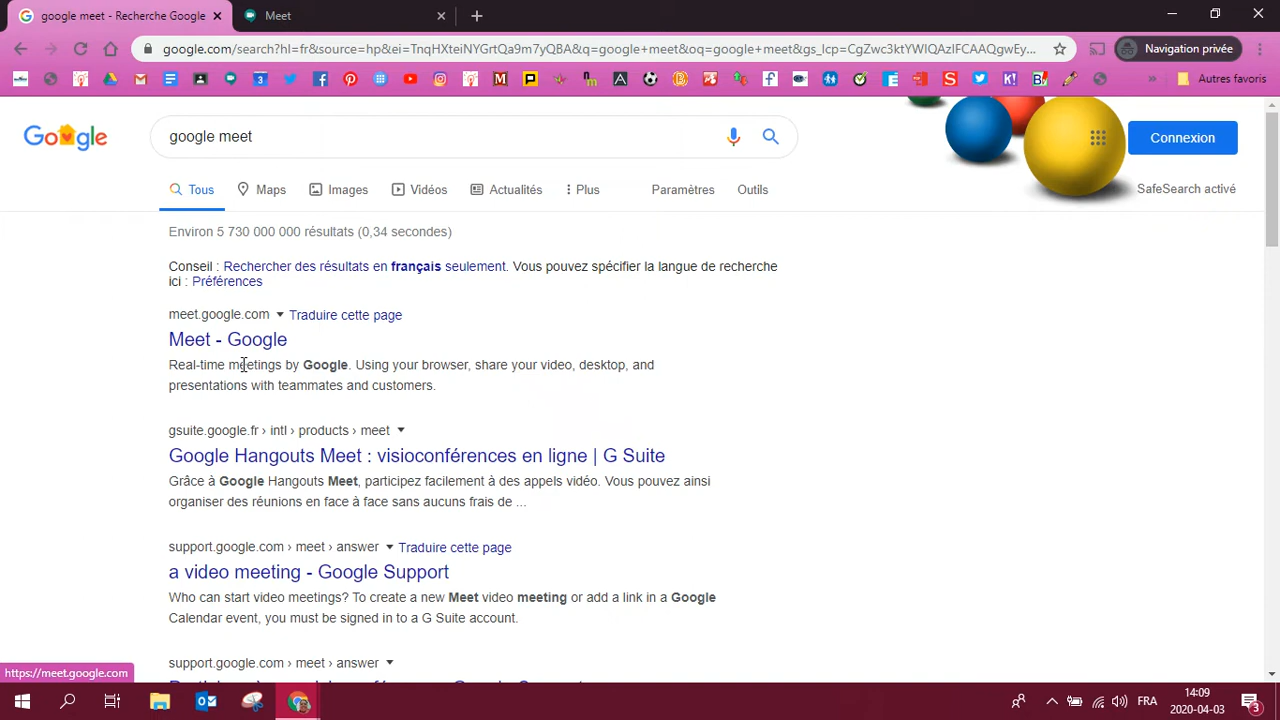 google meet - Recherche Google
Meet
google.com/search?hl=fr&source=hp&ei=TnqHXteiNYGrtQa9m7yQBA&q=google+meet&oq=google+meet&gs_lcp=CgZwc3ktYWIQAzIFCAAQgwEy...
Navigation privée
Autres favoris
Google
google meet
Connexion
Tous
Maps
Images
Vidéos
Actualités
Plus
Paramètres
Outils
SafeSearch activé
Environ 5 730 000 000 résultats (0,34 secondes)
Conseil : Rechercher des résultats en français seulement. Vous pouvez spécifier la langue de recherche
ici : Préférences
meet.google.com Traduire cette page
Meet - Google
Real-time meetings by Google. Using your browser, share your video, desktop, and
presentations with teammates and customers.
gsuite.google.fr › intl › products › meet
Google Hangouts Meet : visioconférences en ligne | G Suite
Grâce à Google Hangouts Meet, participez facilement à des appels vidéo. Vous pouvez ainsi
organiser des réunions en face à face sans aucuns frais de ...
support.google.com › meet › answer Traduire cette page
a video meeting - Google Support
Who can start video meetings? To create a new Meet video meeting or add a link in a Google
Calendar event, you must be signed in to a G Suite account.
support.google.com › meet › answer
https://meet.google.com
FRA
14:09
2020-04-03
3